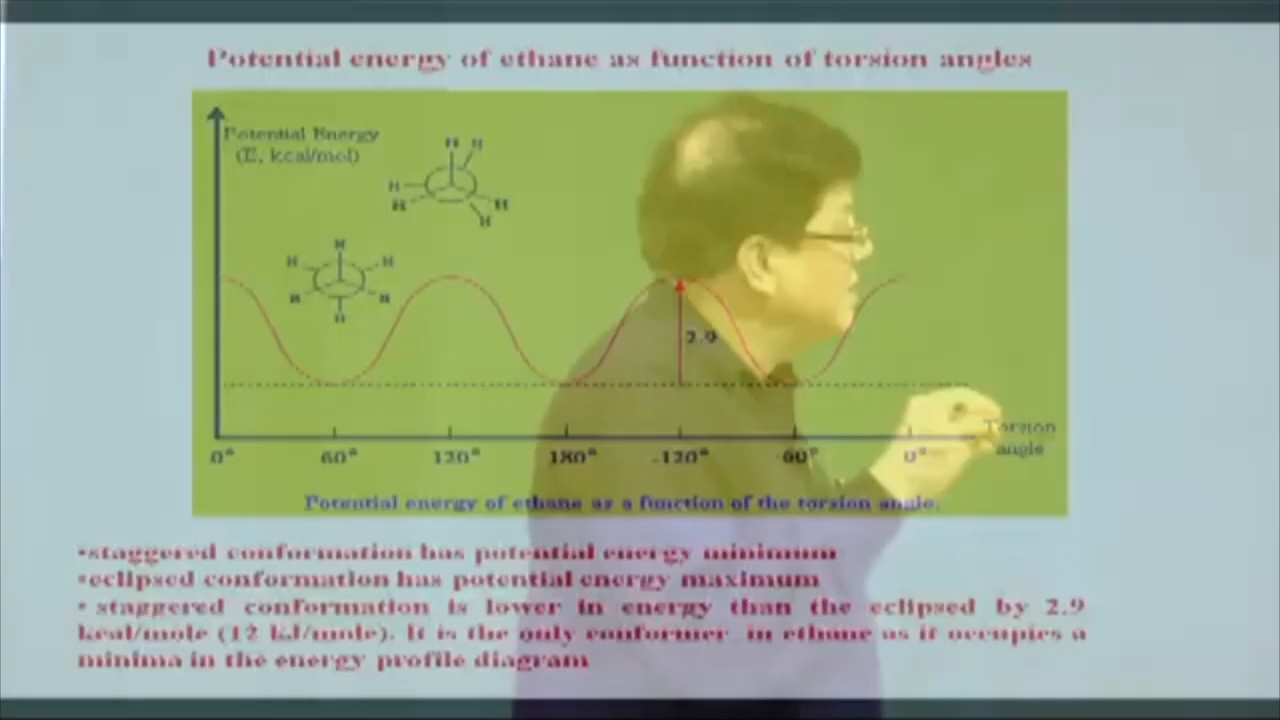 Potential energy of ethane as function of torsion angles
Potential Energy
(E, kcal/mol)
H H
H
H H
H
H
H H
H H
H
2.9
Torsion
angle
0° 60° 120° 180° -120° -60° 0°
Potential energy of ethane as a function of the torsion angle.
•staggered conformation has potential energy minimum
•eclipsed conformation has potential energy maximum
• staggered conformation is lower in energy than the eclipsed by 2.9
kcal/mole (12 kJ/mole). It is the only conformer in ethane as it occupies a
minima in the energy profile diagram